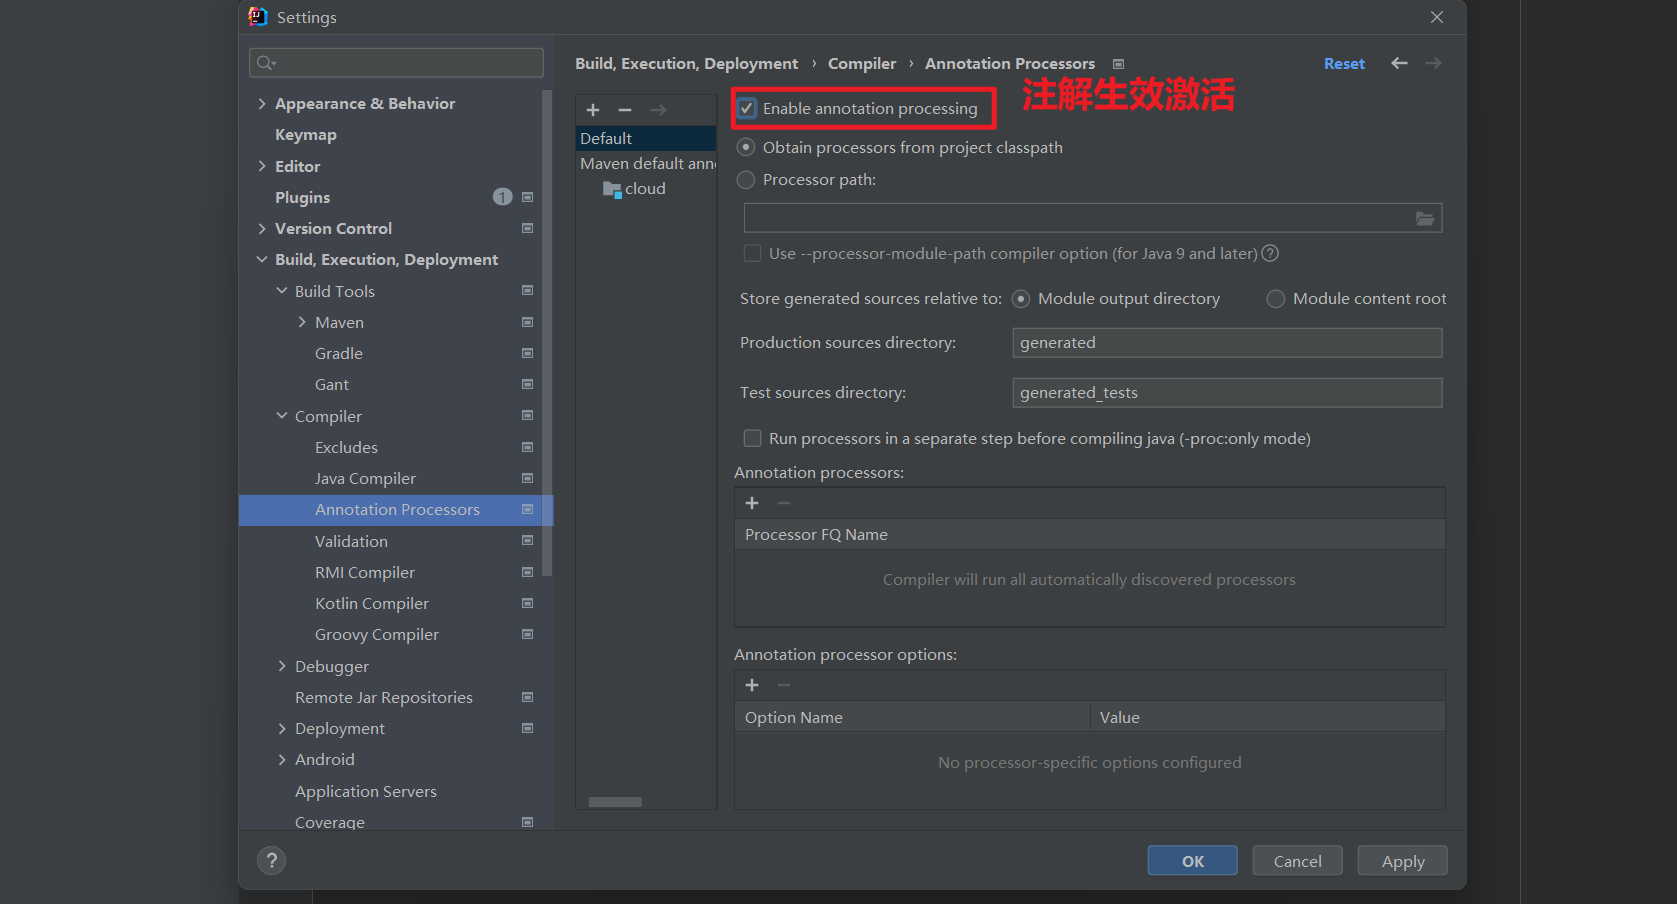 Settings
Appearance & Behavior
Keymap
Editor
Plugins 1
Version Control
Build, Execution, Deployment
Build Tools
Maven
Gradle
Gant
Compiler
Excludes
Java Compiler
Annotation Processors
Validation
RMI Compiler
Kotlin Compiler
Groovy Compiler
Debugger
Remote Jar Repositories
Deployment
Android
Application Servers
Coverage
Build, Execution, Deployment › Compiler › Annotation Processors
Reset
Default
Maven default anno
cloud
Enable annotation processing
注解生效激活
Obtain processors from project classpath
Processor path:
Use --processor-module-path compiler option (for Java 9 and later) ?
Store generated sources relative to: Module output directory Module content root
Production sources directory: generated
Test sources directory: generated_tests
Run processors in a separate step before compiling java (-proc:only mode)
Annotation processors:
Processor FQ Name
Compiler will run all automatically discovered processors
Annotation processor options:
Option Name Value
No processor-specific options configured
? OK Cancel Apply